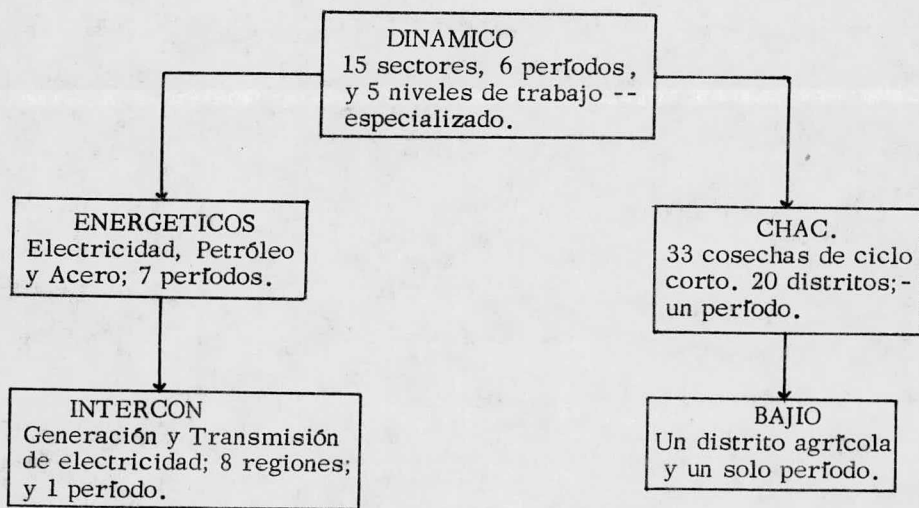 DINAMICO
15 sectores, 6 períodos,
y 5 niveles de trabajo --
especializado.
ENERGETICOS
Electricidad, Petróleo
y Acero; 7 períodos.
CHAC.
33 cosechas de ciclo
corto. 20 distritos;-
un período.
INTERCON
Generación y Transmisión
de electricidad; 8 regiones;
y 1 período.
BAJIO
Un distrito agrícola
y un solo período.